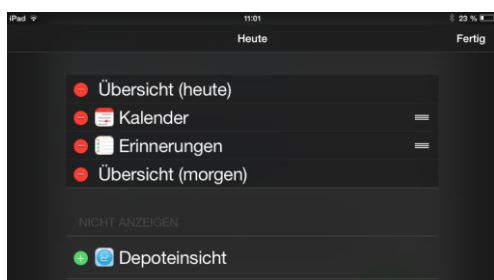 iPad 11:01 23 %
Heute Fertig
Übersicht (heute)
Kalender
Erinnerungen
Übersicht (morgen)
NICHT ANZEIGEN
Depoteinsicht